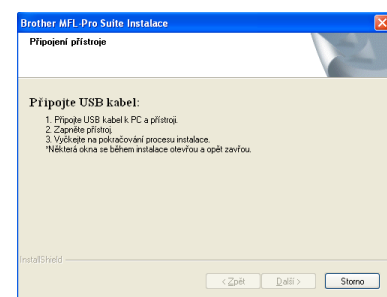 Brother MFL-Pro Suite Instalace
Připojení přístroje
Připojte USB kabel:
1. Připojte USB kabel k PC a přístroji.
2. Zapněte přístroj.
3. Vyčkejte na pokračování procesu instalace.
*Některá okna se během instalace otevřou a opět zavřou.
InstallShield
< Zpět Další > Storno